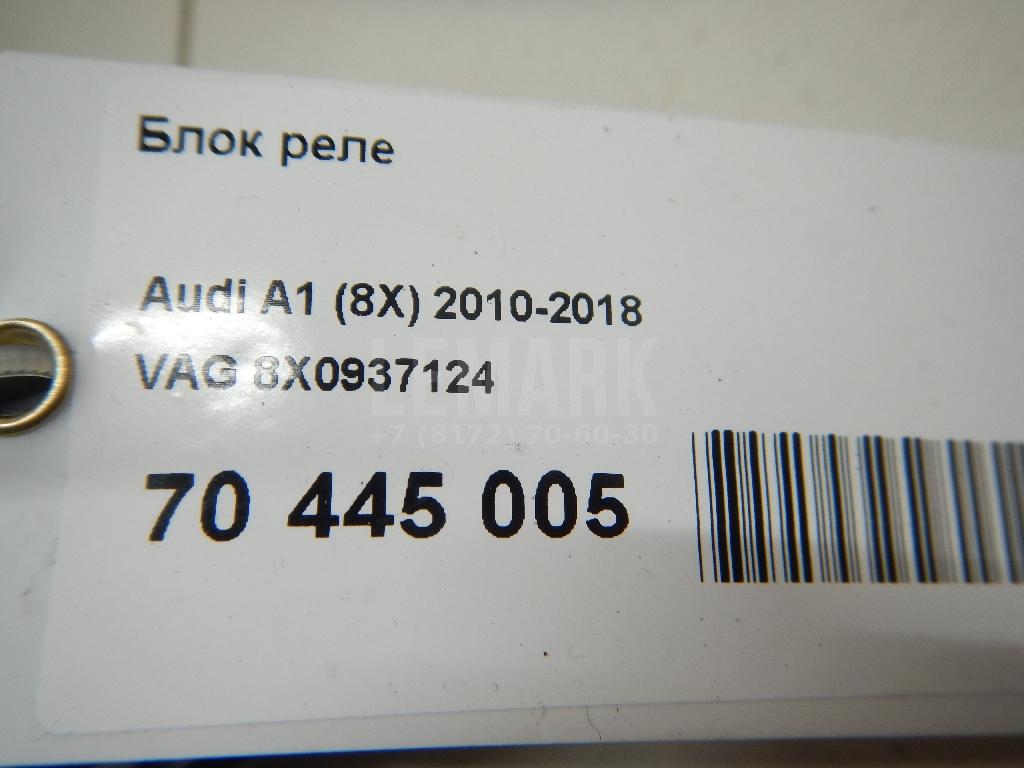 Блок реле
Audi A1 (8X) 2010-2018
VAG 8X0937124
LEMARK
+7 (8172) 70-60-30
70 445 005